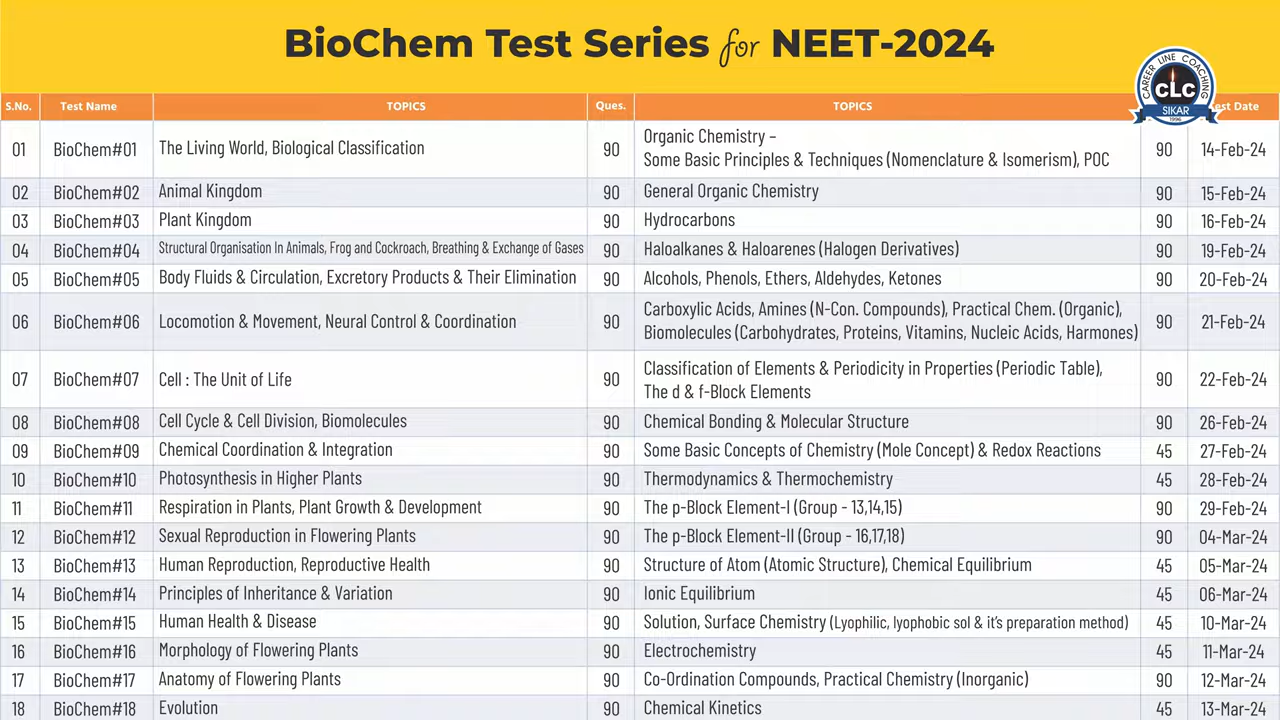 BioChem Test Series for NEET-2024
CAREER LINE COACHING
CLC
SIKAR
1996
S.No. Test Name TOPICS Ques. TOPICS Date
01 BioChem#01 The Living World, Biological Classification 90 Organic Chemistry –
Some Basic Principles & Techniques (Nomenclature & Isomerism), POC 90 14-Feb-24
02 BioChem#02 Animal Kingdom 90 General Organic Chemistry 90 15-Feb-24
03 BioChem#03 Plant Kingdom 90 Hydrocarbons 90 16-Feb-24
04 BioChem#04 Structural Organisation In Animals, Frog and Cockroach, Breathing & Exchange of Gases 90 Haloalkanes & Haloarenes (Halogen Derivatives) 90 19-Feb-24
05 BioChem#05 Body Fluids & Circulation, Excretory Products & Their Elimination 90 Alcohols, Phenols, Ethers, Aldehydes, Ketones 90 20-Feb-24
06 BioChem#06 Locomotion & Movement, Neural Control & Coordination 90 Carboxylic Acids, Amines (N-Con. Compounds), Practical Chem. (Organic),
Biomolecules (Carbohydrates, Proteins, Vitamins, Nucleic Acids, Harmones) 90 21-Feb-24
07 BioChem#07 Cell : The Unit of Life 90 Classification of Elements & Periodicity in Properties (Periodic Table),
The d & f-Block Elements 90 22-Feb-24
08 BioChem#08 Cell Cycle & Cell Division, Biomolecules 90 Chemical Bonding & Molecular Structure 90 26-Feb-24
09 BioChem#09 Chemical Coordination & Integration 90 Some Basic Concepts of Chemistry (Mole Concept) & Redox Reactions 45 27-Feb-24
10 BioChem#10 Photosynthesis in Higher Plants 90 Thermodynamics & Thermochemistry 45 28-Feb-24
11 BioChem#11 Respiration in Plants, Plant Growth & Development 90 The p-Block Element-I (Group - 13,14,15) 90 29-Feb-24
12 BioChem#12 Sexual Reproduction in Flowering Plants 90 The p-Block Element-II (Group - 16,17,18) 90 04-Mar-24
13 BioChem#13 Human Reproduction, Reproductive Health 90 Structure of Atom (Atomic Structure), Chemical Equilibrium 45 05-Mar-24
14 BioChem#14 Principles of Inheritance & Variation 90 Ionic Equilibrium 45 06-Mar-24
15 BioChem#15 Human Health & Disease 90 Solution, Surface Chemistry (Lyophilic, lyophobic sol & it's preparation method) 45 10-Mar-24
16 BioChem#16 Morphology of Flowering Plants 90 Electrochemistry 45 11-Mar-24
17 BioChem#17 Anatomy of Flowering Plants 90 Co-Ordination Compounds, Practical Chemistry (Inorganic) 90 12-Mar-24
18 BioChem#18 Evolution 90 Chemical Kinetics 45 13-Mar-24